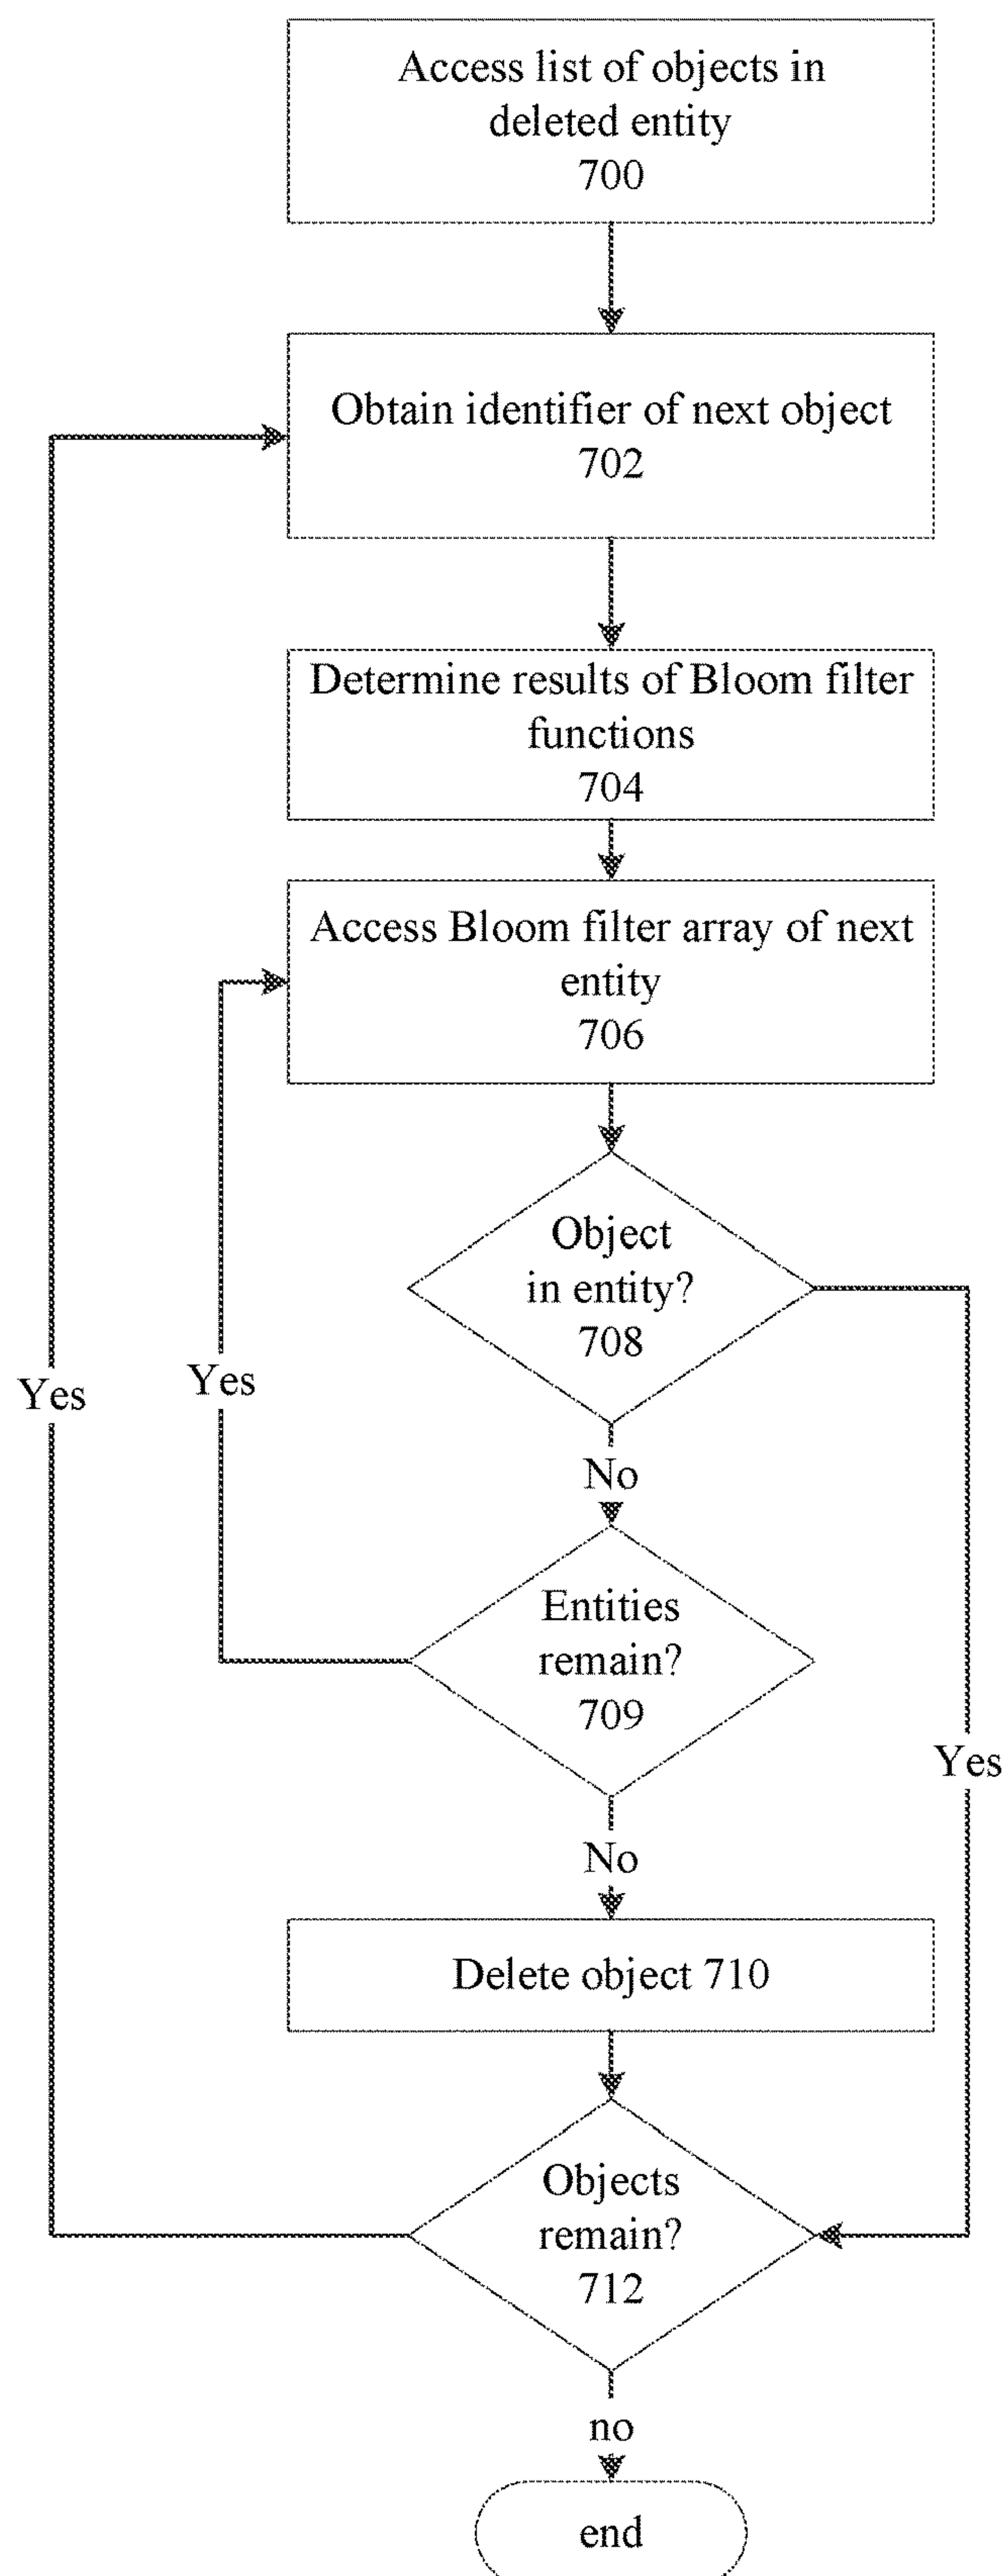 Access list of objects in
deleted entity
700
Obtain identifier of next object
702
Determine results of Bloom filter
functions
704
Access Bloom filter array of next
entity
706
Object
in entity?
708
Yes
Yes
No
Entities
remain?
709
Yes
No
Delete object 710
Objects
remain?
712
no
end